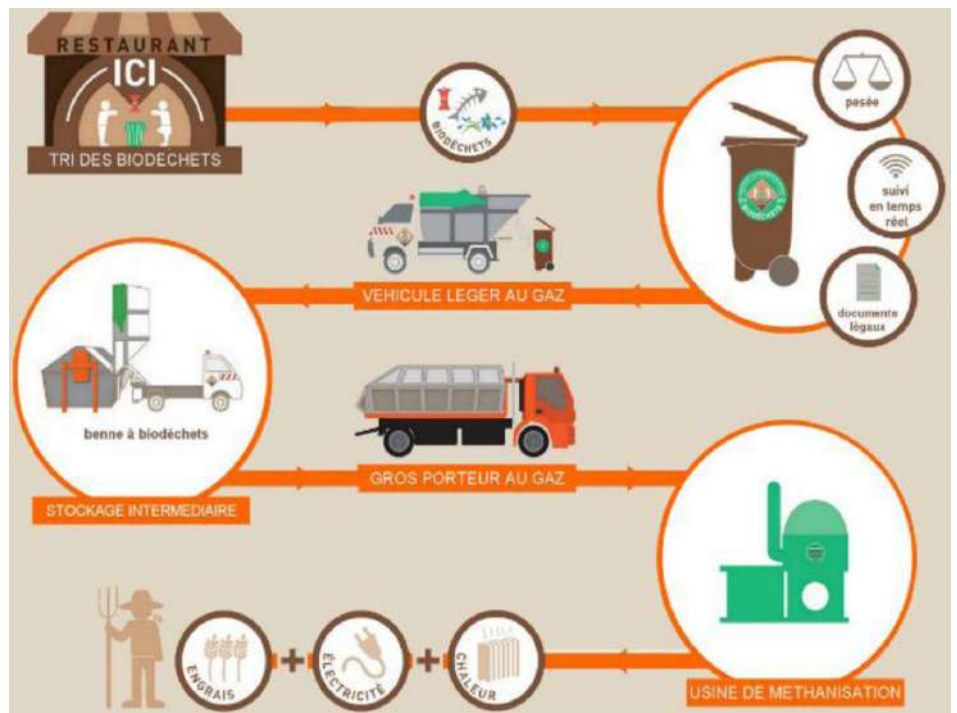 RESTAURANT
ICI
TRI DES BIODECHETS
BIODÉCHETS
pesée
suivi
en temps
réel
documents
légaux
BIODÉCHETS
VEHICULE LEGER AU GAZ
benne à biodéchets
STOCKAGE INTERMEDIAIRE
GROS PORTEUR AU GAZ
ENGRAIS
+
ÉLECTRICITÉ
+
CHALEUR
USINE DE METHANISATION